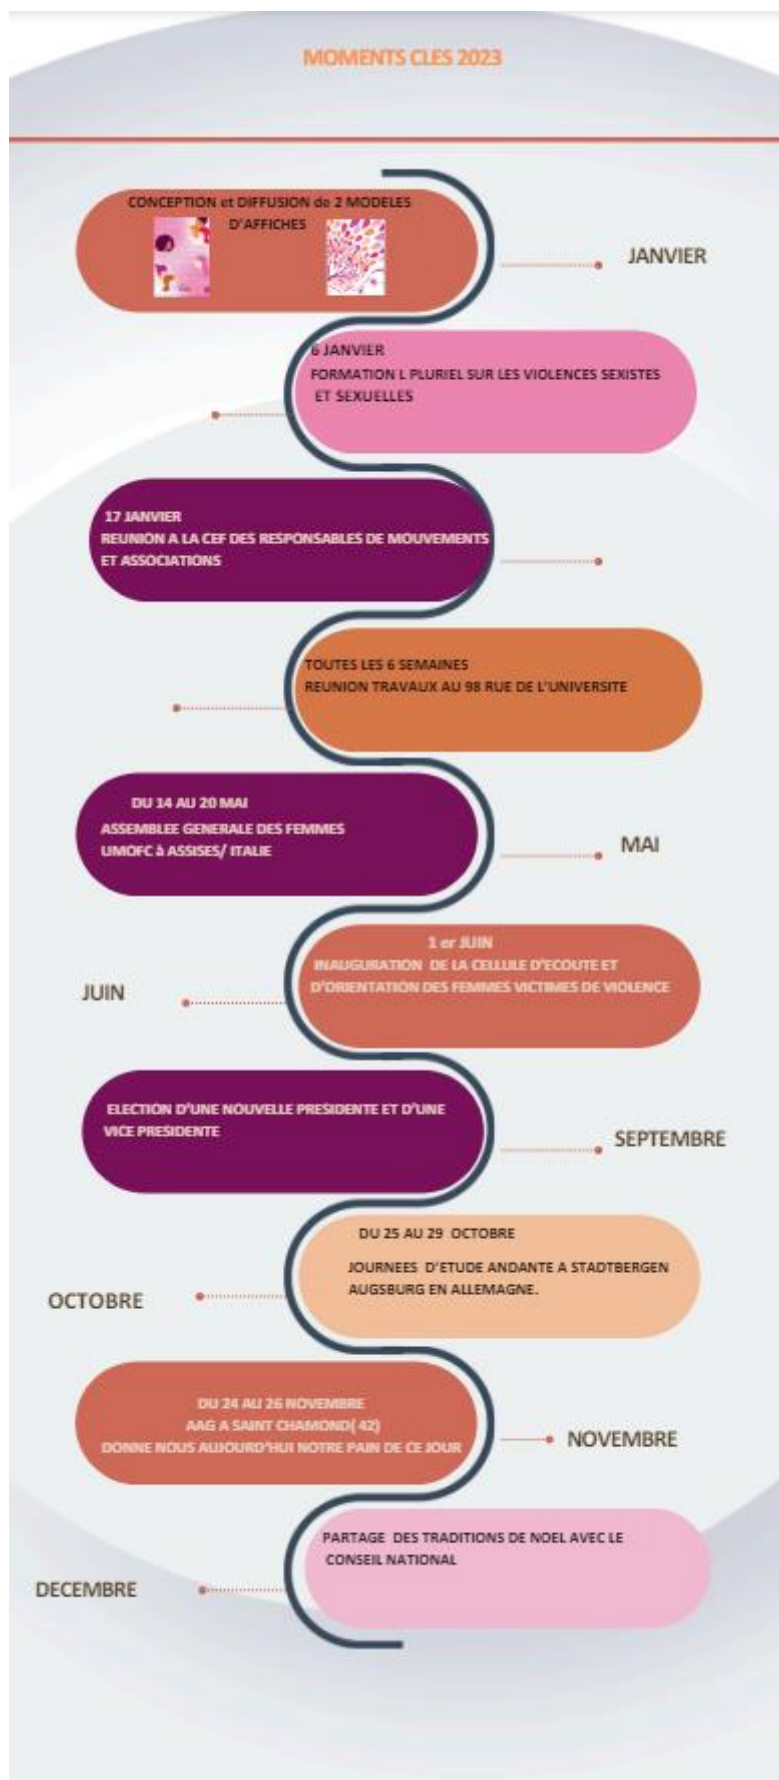 MOMENTS CLES 2023
CONCEPTION et DIFFUSION de 2 MODELES
D'AFFICHES
JANVIER
6 JANVIER
FORMATION L PLURIEL SUR LES VIOLENCES SEXISTES
ET SEXUELLES
17 JANVIER
REUNION A LA CEF DES RESPONSABLES DE MOUVEMENTS
ET ASSOCIATIONS
TOUTES LES 6 SEMAINES
REUNION TRAVAUX AU 98 RUE DE L'UNIVERSITE
DU 14 AU 20 MAI
ASSEMBLEE GENERALE DES FEMMES
UMOFC à ASSISES/ ITALIE
MAI
1 er JUIN
INAUGURATION DE LA CELLULE D'ECOUTE ET
D'ORIENTATION DES FEMMES VICTIMES DE VIOLENCE
JUIN
ELECTION D'UNE NOUVELLE PRESIDENTE ET D'UNE
VICE PRESIDENTE
SEPTEMBRE
DU 25 AU 29 OCTOBRE
JOURNEES D'ETUDE ANDANTE A STADTBERGEN
AUGSBURG EN ALLEMAGNE.
OCTOBRE
DU 24 AU 26 NOVEMBRE
AAG A SAINT CHAMOND( 42)
DONNE NOUS AUJOURD'HUI NOTRE PAIN DE CE JOUR
NOVEMBRE
PARTAGE DES TRADITIONS DE NOEL AVEC LE
CONSEIL NATIONAL
DECEMBRE